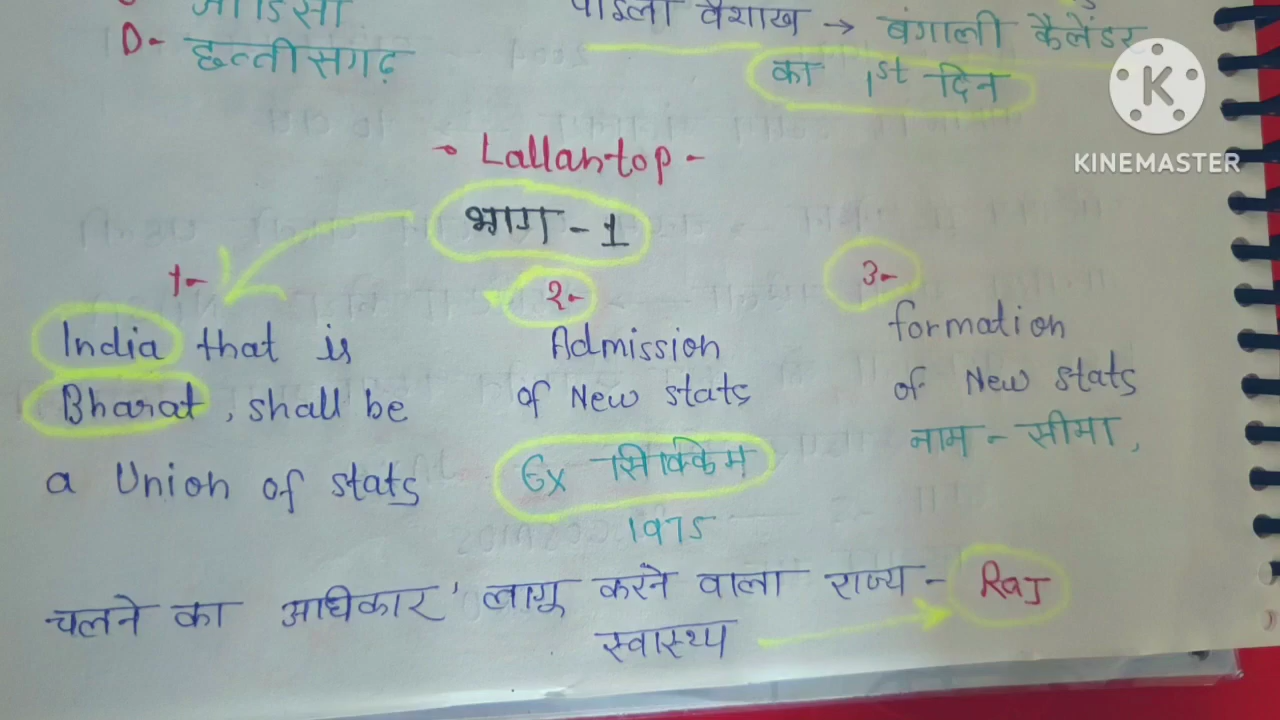 D- छत्तीसगढ़
पोइला वैशाख → बंगाली कैलेंडर
का 1st दिन
KINEMASTER
- Lallantop -
भाग - 1
1-
India that is
Bharat, shall be
a Union of stats
2-
Admission
of New stats
Ex सिक्किम
1975
3-
formation
of New stats
नाम - सीमा,
चलने का अधिकार' लागू करने वाला राज्य - Raj
स्वास्थ्य